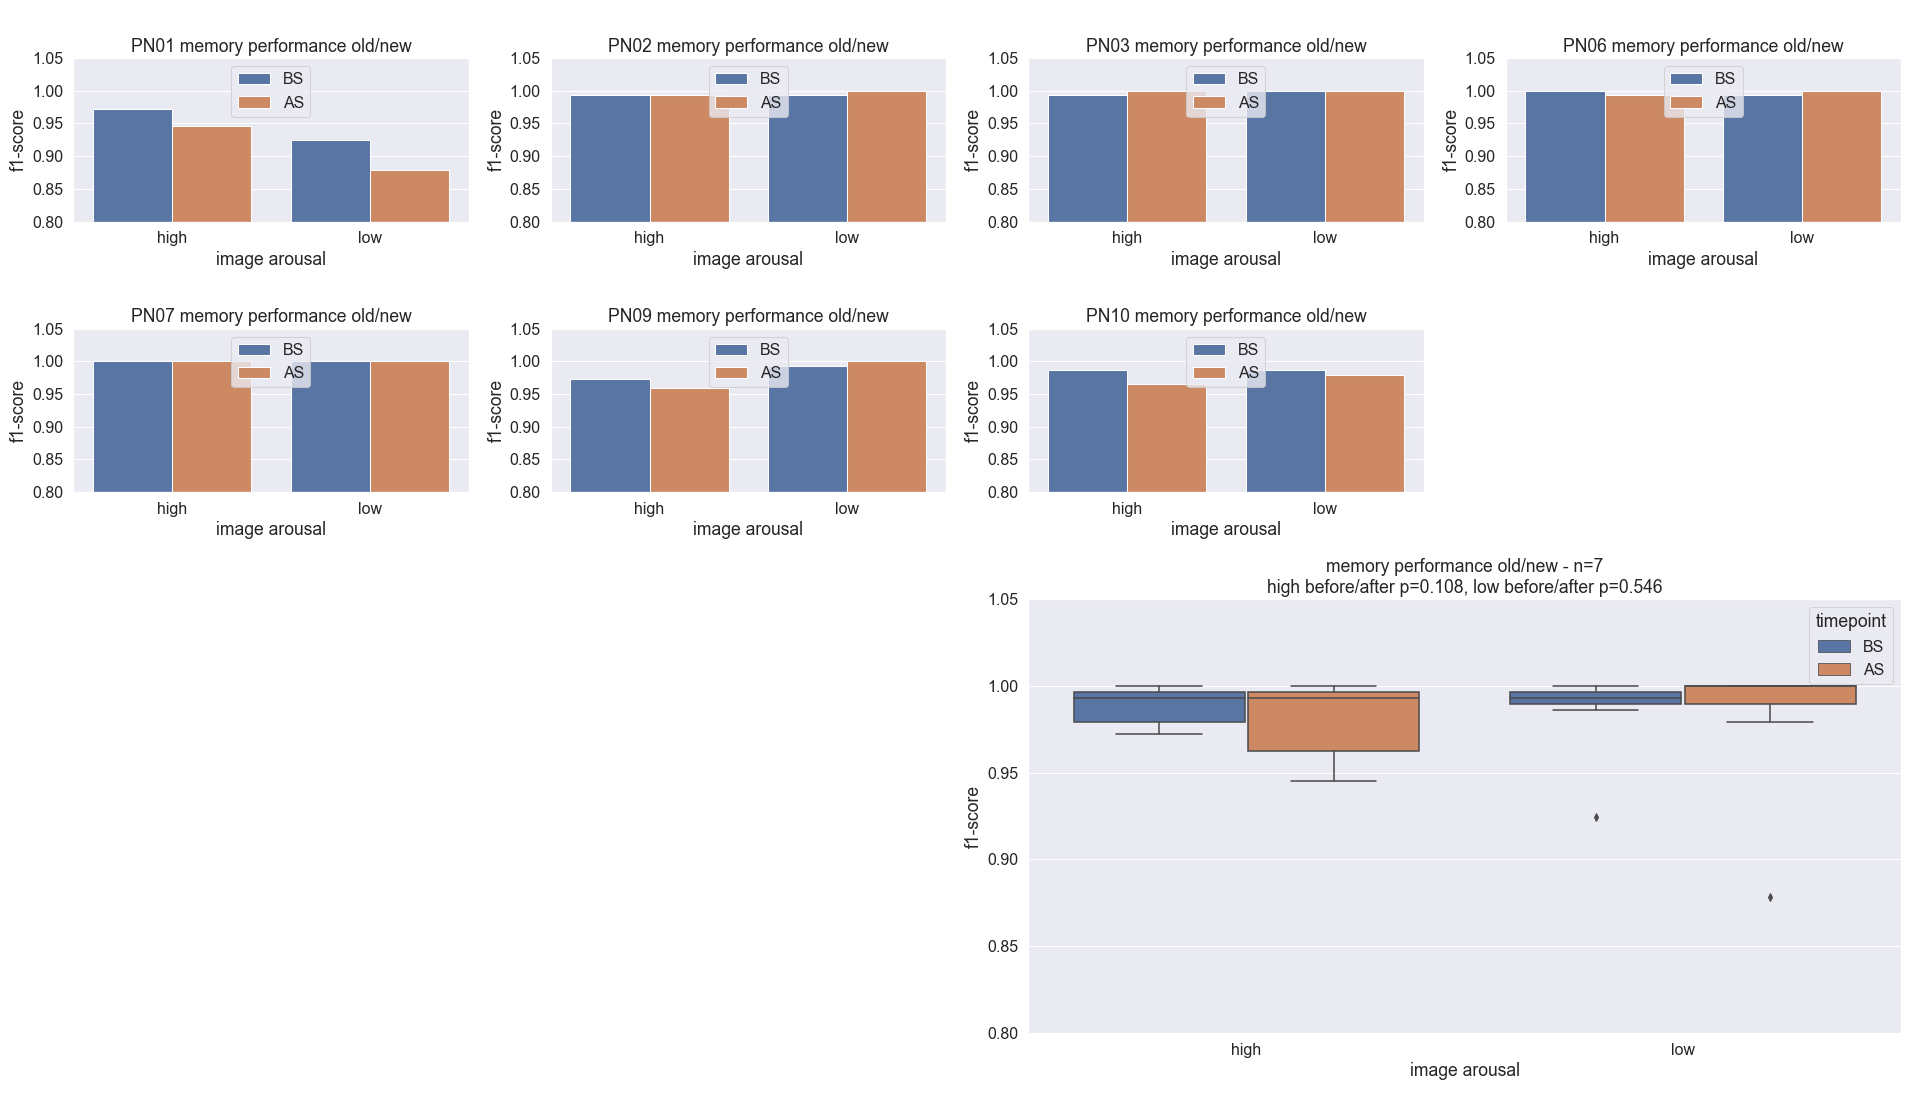 PN01 memory performance old/new
1.05
1.00
0.95
0.90
0.85
0.80
f1-score
BS
AS
high
low
image arousal
PN02 memory performance old/new
1.05
1.00
0.95
0.90
0.85
0.80
f1-score
BS
AS
high
low
image arousal
PN03 memory performance old/new
1.05
1.00
0.95
0.90
0.85
0.80
f1-score
BS
AS
high
low
image arousal
PN06 memory performance old/new
1.05
1.00
0.95
0.90
0.85
0.80
f1-score
BS
AS
high
low
image arousal
PN07 memory performance old/new
1.05
1.00
0.95
0.90
0.85
0.80
f1-score
BS
AS
high
low
image arousal
PN09 memory performance old/new
1.05
1.00
0.95
0.90
0.85
0.80
f1-score
BS
AS
high
low
image arousal
PN10 memory performance old/new
1.05
1.00
0.95
0.90
0.85
0.80
f1-score
BS
AS
high
low
image arousal
memory performance old/new - n=7
high before/after p=0.108, low before/after p=0.546
1.05
1.00
0.95
0.90
0.85
0.80
f1-score
timepoint
BS
AS
high
low
image arousal